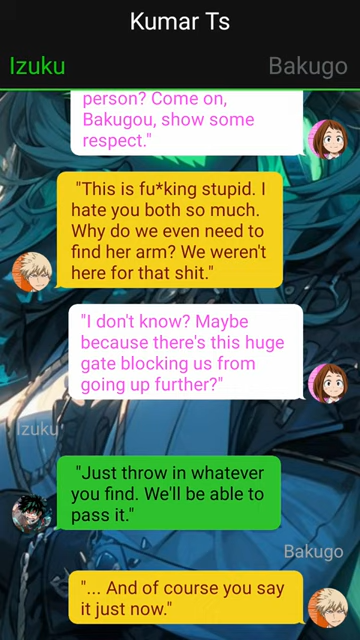 Kumar Ts
Izuku Bakugo
person? Come on,
Bakugou, show some
respect."
"This is fu*king stupid. I
hate you both so much.
Why do we even need to
find her arm? We weren't
here for that shit."
"I don't know? Maybe
because there's this huge
gate blocking us from
going up further?"
Izuku
"Just throw in whatever
you find. We'll be able to
pass it."
Bakugo
"... And of course you say
it just now."